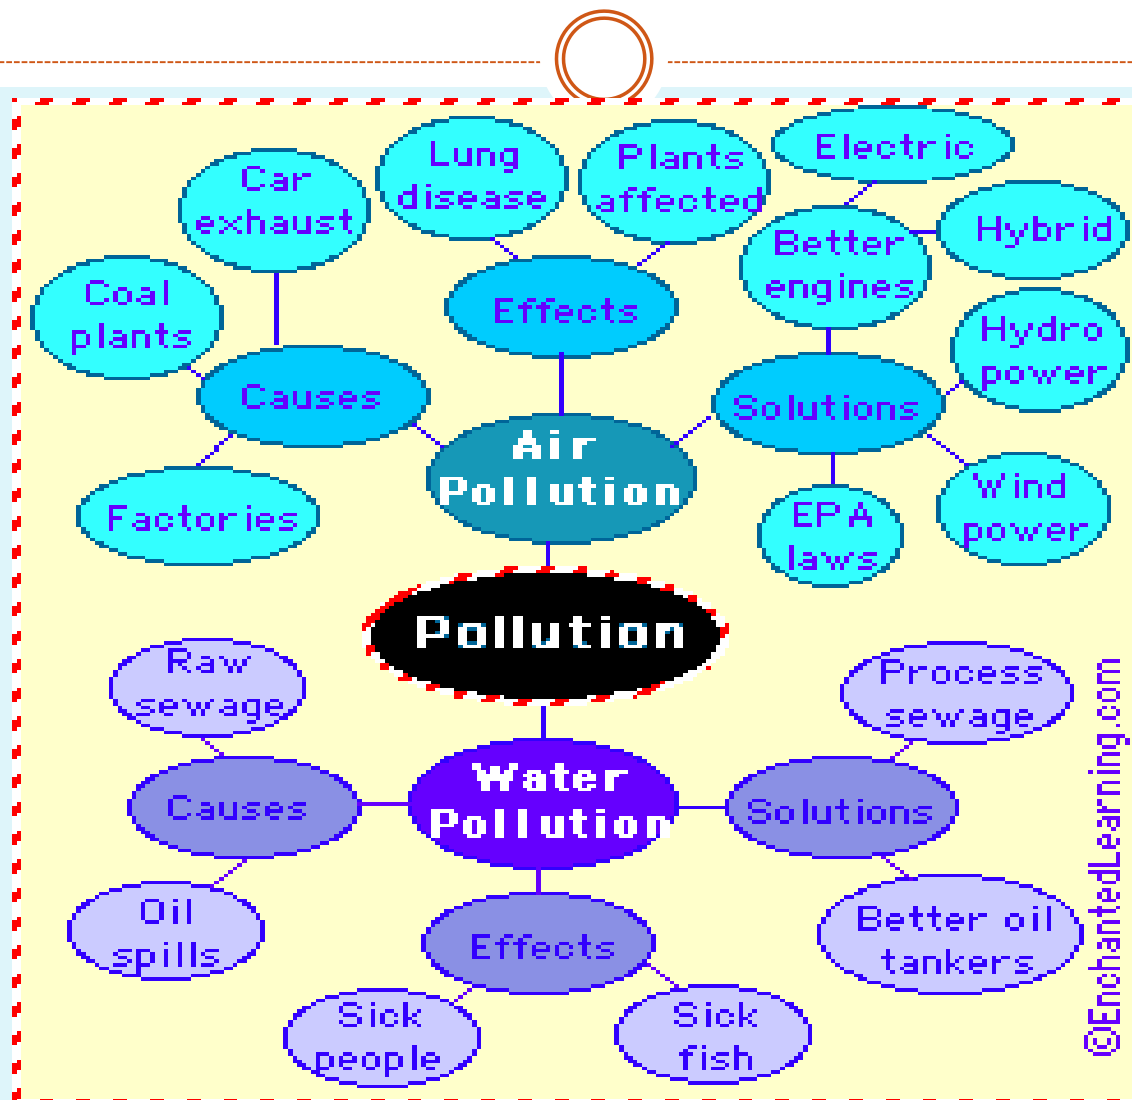 Lung
disease
Plants
affected
Electric
Car
exhaust
Hybrid
Better
engines
Coal
plants
Effects
Hydro
power
Causes
Solutions
Air
Pollution
Wind
power
Factories
EPA
laws
Pollution
Raw
sewage
Process
sewage
Water
Pollution
Causes
Solutions
Oil
spills
Effects
Better oil
tankers
Sick
people
Sick
fish
©EnchantedLearning.com